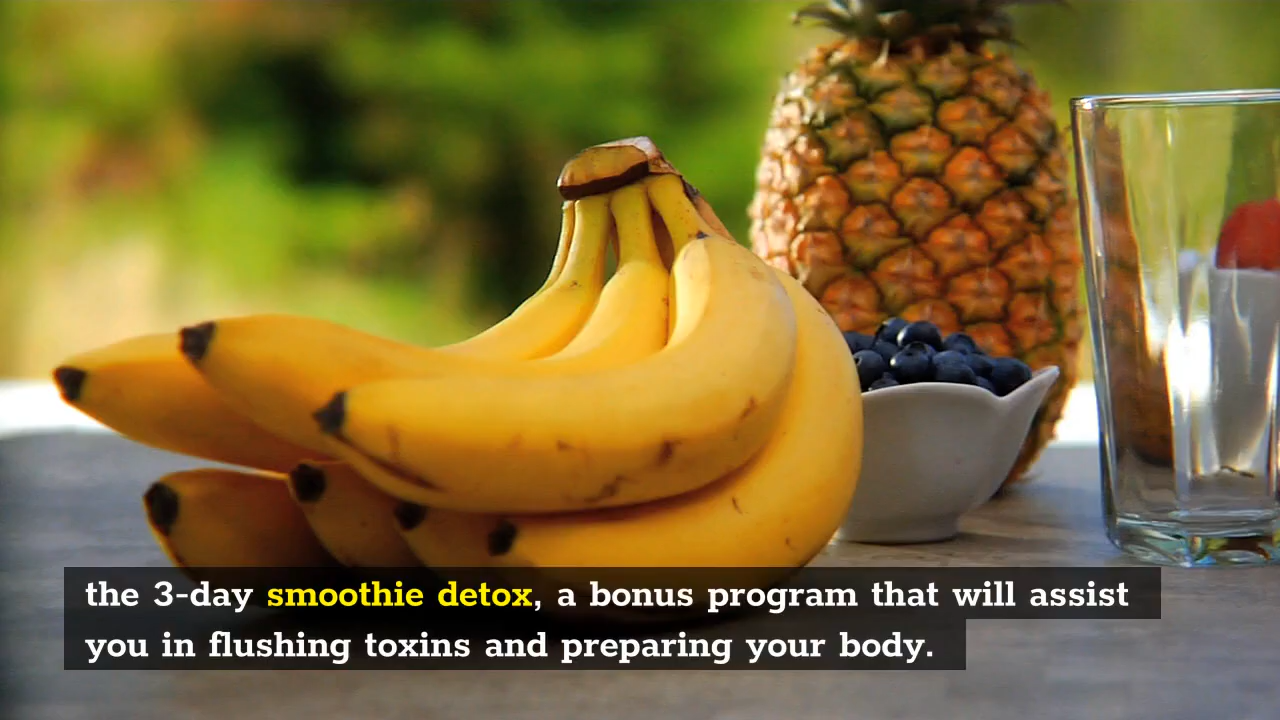 the 3-day smoothie detox, a bonus program that will assist
you in flushing toxins and preparing your body.